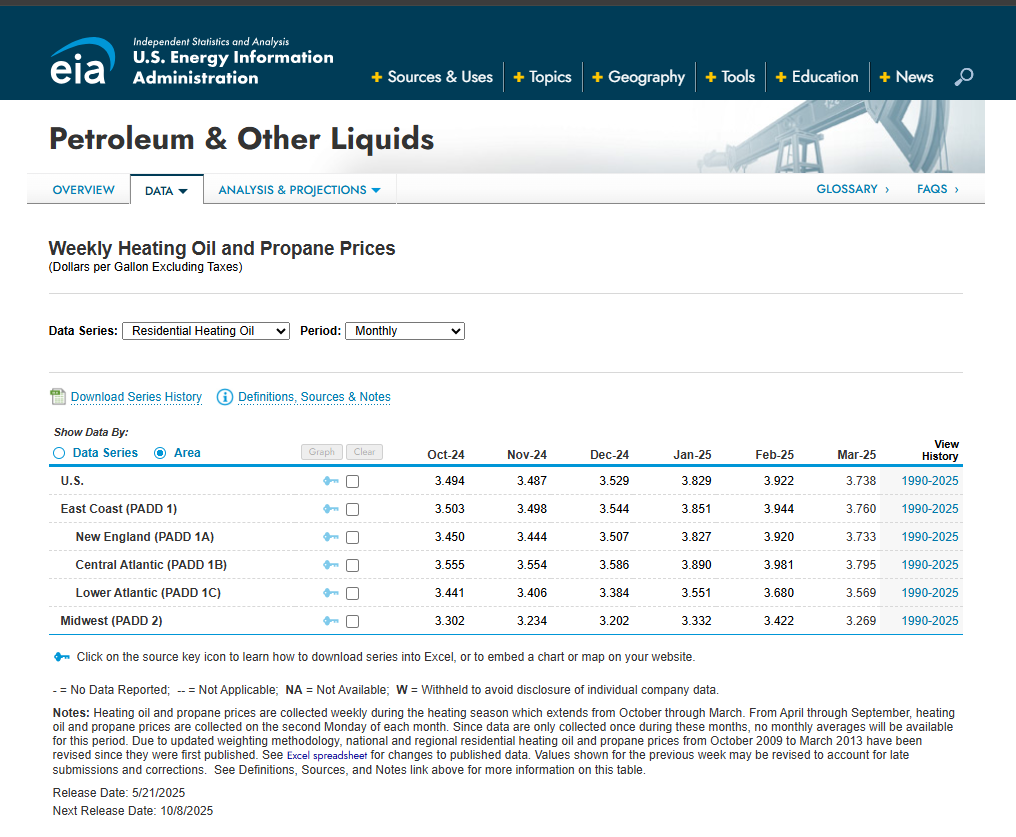 Independent Statistics and Analysis
eia U.S. Energy Information
Administration
+ Sources & Uses + Topics + Geography + Tools + Education + News
Petroleum & Other Liquids
OVERVIEW DATA ANALYSIS & PROJECTIONS GLOSSARY › FAQS ›
Weekly Heating Oil and Propane Prices
(Dollars per Gallon Excluding Taxes)
Data Series: Residential Heating Oil Period: Monthly
Download Series History Definitions, Sources & Notes
Show Data By:
Data Series Area Graph Clear Oct-24 Nov-24 Dec-24 Jan-25 Feb-25 Mar-25 View History
U.S. 3.494 3.487 3.529 3.829 3.922 3.738 1990-2025
East Coast (PADD 1) 3.503 3.498 3.544 3.851 3.944 3.760 1990-2025
New England (PADD 1A) 3.450 3.444 3.507 3.827 3.920 3.733 1990-2025
Central Atlantic (PADD 1B) 3.555 3.554 3.586 3.890 3.981 3.795 1990-2025
Lower Atlantic (PADD 1C) 3.441 3.406 3.384 3.551 3.680 3.569 1990-2025
Midwest (PADD 2) 3.302 3.234 3.202 3.332 3.422 3.269 1990-2025
Click on the source key icon to learn how to download series into Excel, or to embed a chart or map on your website.
- = No Data Reported; -- = Not Applicable; NA = Not Available; W = Withheld to avoid disclosure of individual company data.
Notes: Heating oil and propane prices are collected weekly during the heating season which extends from October through March. From April through September, heating
oil and propane prices are collected on the second Monday of each month. Since data are only collected once during these months, no monthly averages will be available
for this period. Due to updated weighting methodology, national and regional residential heating oil and propane prices from October 2009 to March 2013 have been
revised since they were first published. See Excel spreadsheet for changes to published data. Values shown for the previous week may be revised to account for late
submissions and corrections. See Definitions, Sources, and Notes link above for more information on this table.
Release Date: 5/21/2025
Next Release Date: 10/8/2025